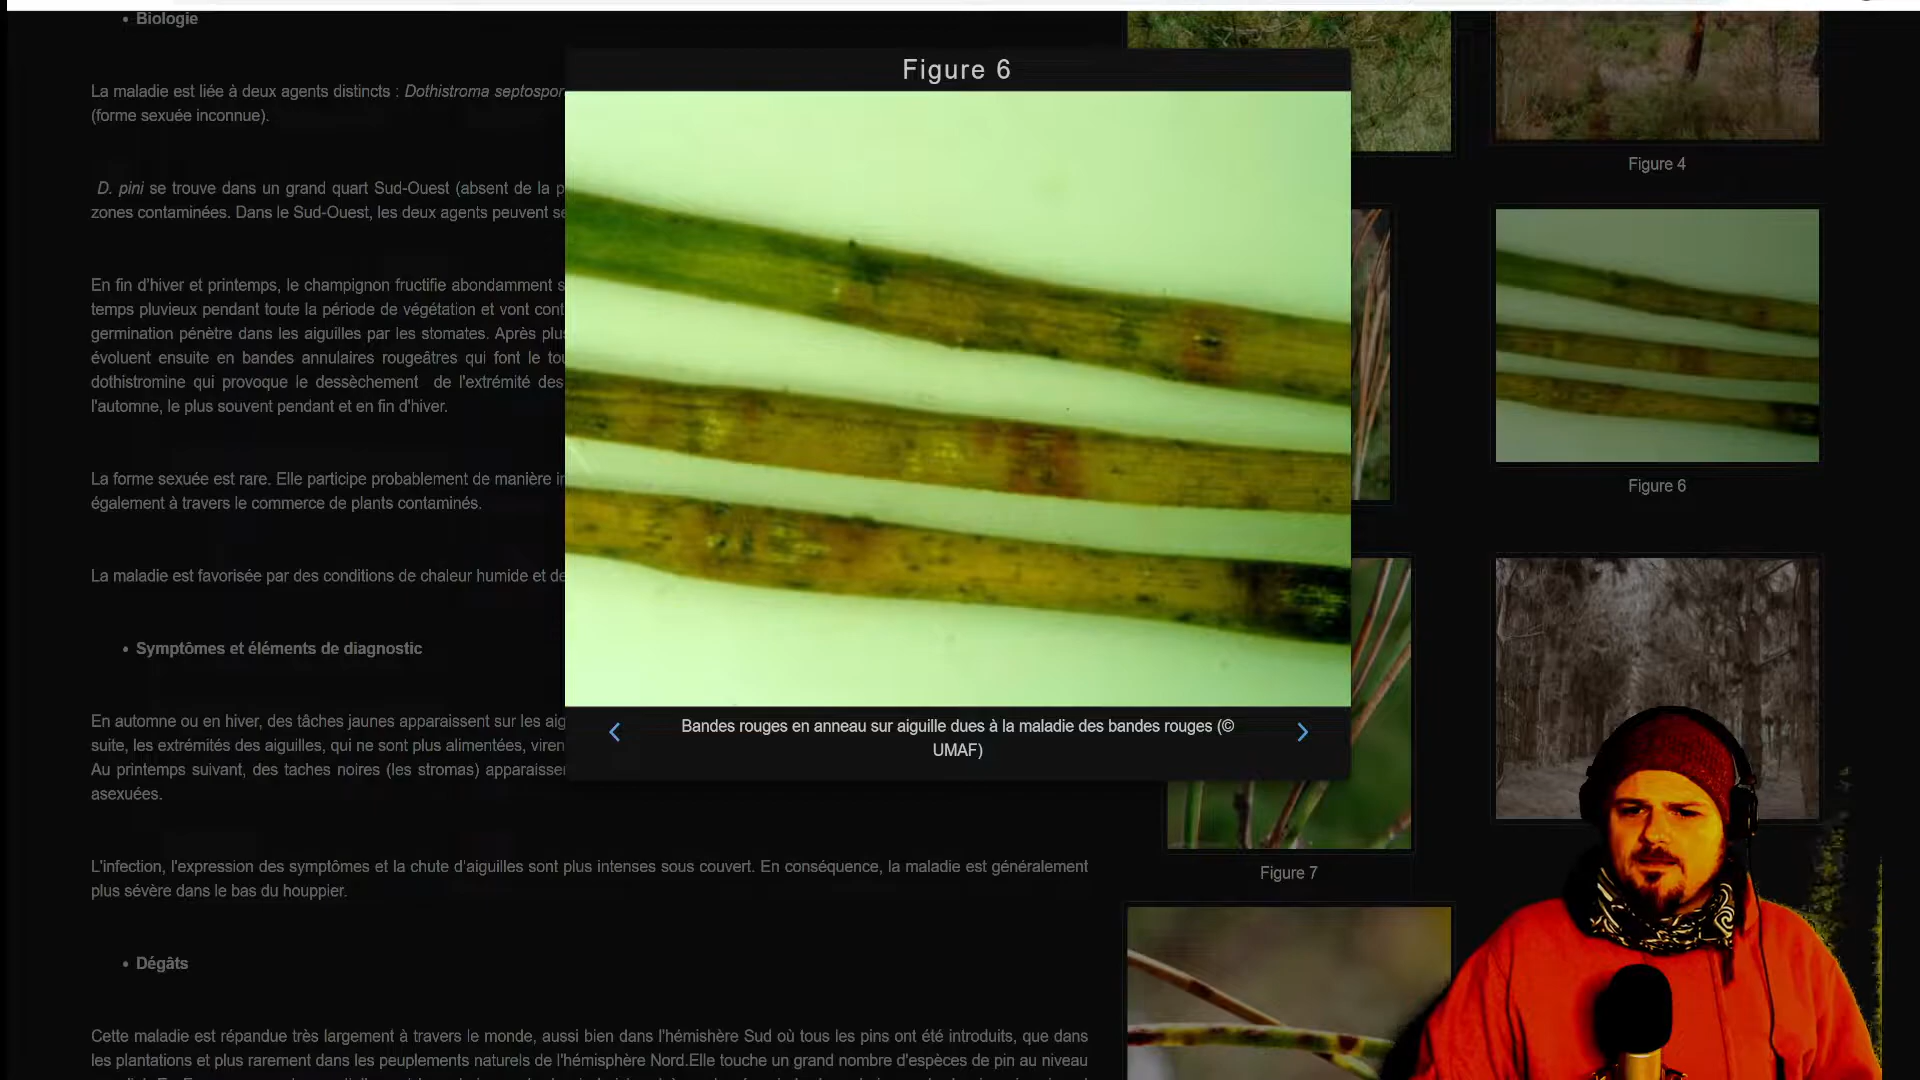 Biologie
La maladie est liée à deux agents distincts : Dothistroma septospor
(forme sexuée inconnue).
D. pini se trouve dans un grand quart Sud-Ouest (absent de la p
zones contaminées. Dans le Sud-Ouest, les deux agents peuvent se
En fin d'hiver et printemps, le champignon fructifie abondamment s
temps pluvieux pendant toute la période de végétation et vont cont
germination pénètre dans les aiguilles par les stomates. Après plus
évoluent ensuite en bandes annulaires rougeâtres qui font le tou
dothistromine qui provoque le dessèchement de l'extrémité des
l'automne, le plus souvent pendant et en fin d'hiver.
La forme sexuée est rare. Elle participe probablement de manière in
également à travers le commerce de plants contaminés.
La maladie est favorisée par des conditions de chaleur humide et de
Symptômes et éléments de diagnostic
En automne ou en hiver, des tâches jaunes apparaissent sur les aig
suite, les extrémités des aiguilles, qui ne sont plus alimentées, viren
Au printemps suivant, des taches noires (les stromas) apparaisse
asexuées.
L'infection, l'expression des symptômes et la chute d'aiguilles sont plus intenses sous couvert. En conséquence, la maladie est généralement
plus sévère dans le bas du houppier.
Dégâts
Cette maladie est répandue très largement à travers le monde, aussi bien dans l'hémishère Sud où tous les pins ont été introduits, que dans
les plantations et plus rarement dans les peuplements naturels de l'hémisphère Nord.Elle touche un grand nombre d'espèces de pin au niveau
Figure 6
Bandes rouges en anneau sur aiguille dues à la maladie des bandes rouges (©
UMAF)
Figure 4
Figure 6
Figure 7